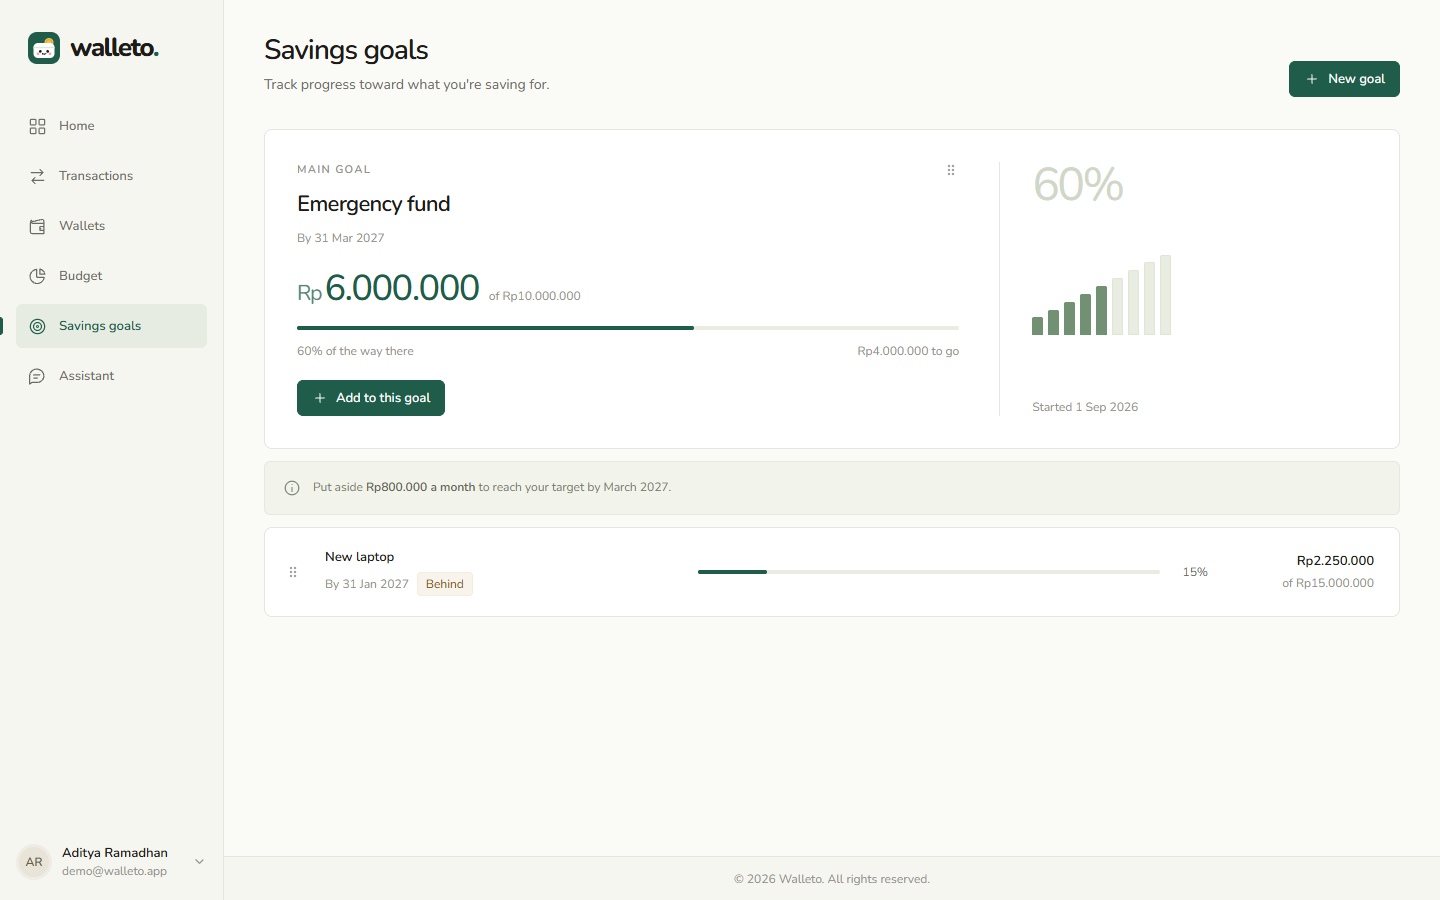 walleto.
Home
Transactions
Wallets
Budget
Savings goals
Assistant
AR
Aditya Ramadhan
demo@walleto.app
Savings goals
Track progress toward what you're saving for.
New goal
MAIN GOAL
Emergency fund
By 31 Mar 2027
Rp 6.000.000 of Rp10.000.000
60% of the way there
Rp4.000.000 to go
Add to this goal
60%
Started 1 Sep 2026
Put aside Rp800.000 a month to reach your target by March 2027.
New laptop
By 31 Jan 2027 Behind
15%
Rp2.250.000
of Rp15.000.000
© 2026 Walleto. All rights reserved.